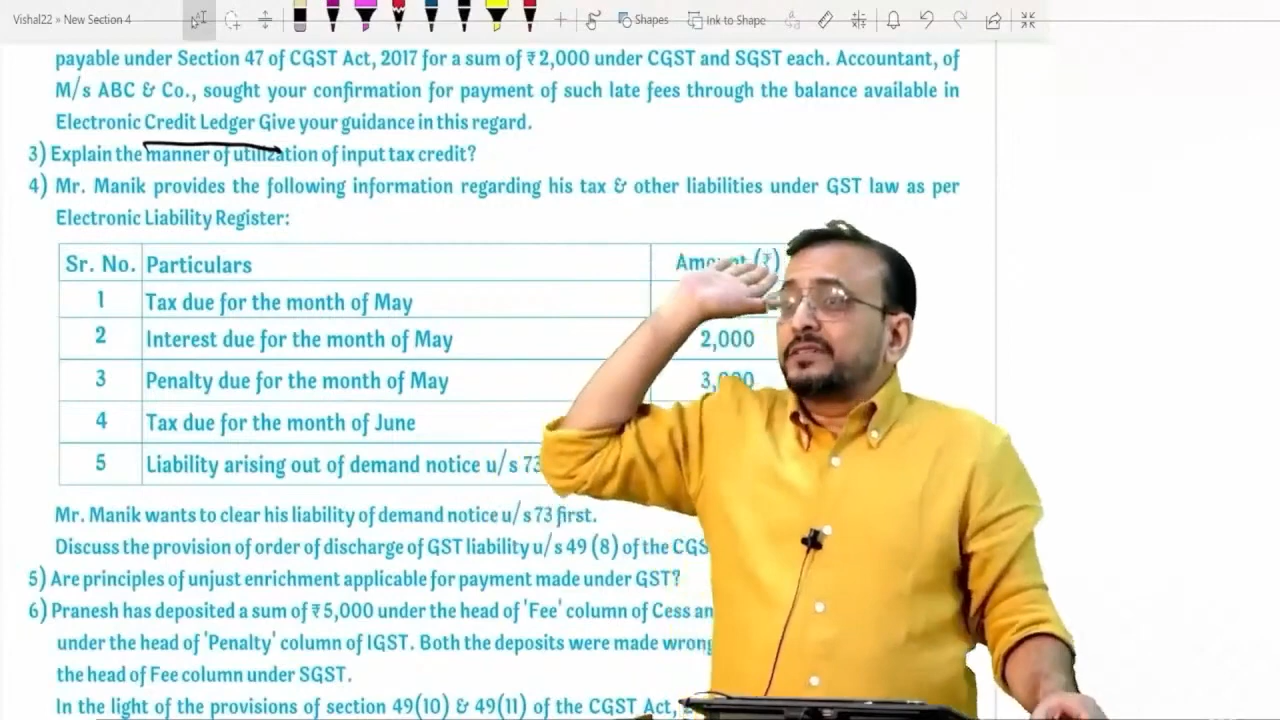 Vishal22 » New Section 4
Shapes
Ink to Shape
payable under Section 47 of CGST Act, 2017 for a sum of ₹ 2,000 under CGST and SGST each. Accountant, of
M/s ABC & Co., sought your confirmation for payment of such late fees through the balance available in
Electronic Credit Ledger Give your guidance in this regard.
3) Explain the manner of utilization of input tax credit?
4) Mr. Manik provides the following information regarding his tax & other liabilities under GST law as per
Electronic Liability Register:
Sr. No. Particulars (₹)
1 Tax due for the month of May
2 Interest due for the month of May 2,000
3 Penalty due for the month of May
4 Tax due for the month of June
5 Liability arising out of demand notice u/s 73
Mr. Manik wants to clear his liability of demand notice u/s 73 first.
Discuss the provision of order of discharge of GST liability u/s 49 (8) of the
5) Are principles of unjust enrichment applicable for payment made under GST?
6) Pranesh has deposited a sum of ₹ 5,000 under the head of 'Fee' column of Cess
under the head of 'Penalty' column of IGST. Both the deposits were made
the head of Fee column under SGST.
In the light of the provisions of section 49(10) & 49(11) of the CGST Act,